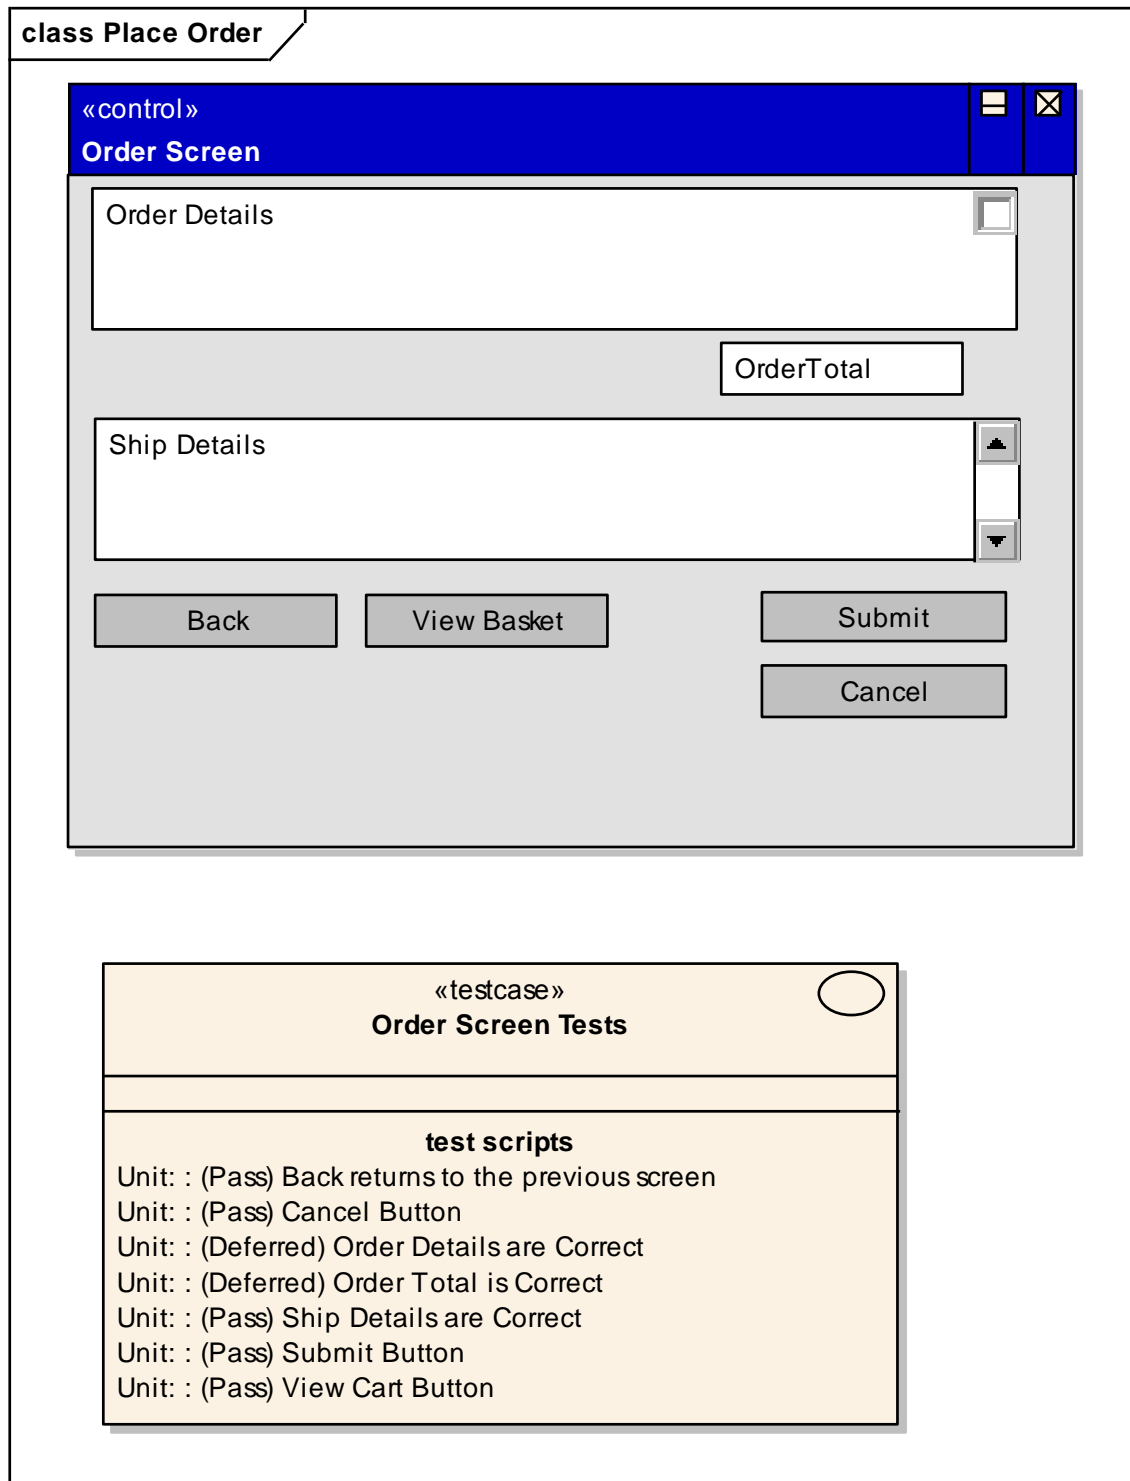 class Place Order
«control»
Order Screen
Order Details
OrderTotal
Ship Details
Back
View Basket
Submit
Cancel
«testcase»
Order Screen Tests
test scripts
Unit: : (Pass) Back returns to the previous screen
Unit: : (Pass) Cancel Button
Unit: : (Deferred) Order Details are Correct
Unit: : (Deferred) Order Total is Correct
Unit: : (Pass) Ship Details are Correct
Unit: : (Pass) Submit Button
Unit: : (Pass) View Cart Button